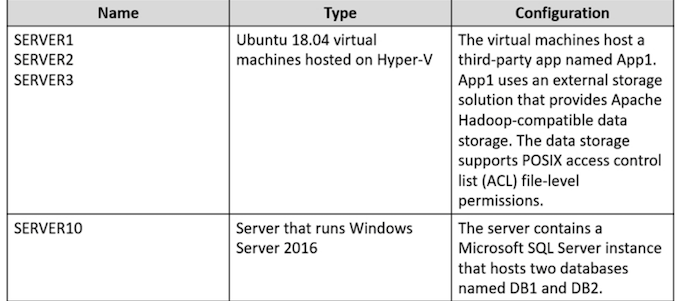 Name
Type
Configuration
SERVER1
SERVER2
SERVER3
Ubuntu 18.04 virtual
machines hosted on Hyper-V
The virtual machines host a
third-party app named App1.
App1 uses an external storage
solution that provides Apache
Hadoop-compatible data
storage. The data storage
supports POSIX access control
list (ACL) file-level
permissions.
SERVER10
Server that runs Windows
Server 2016
The server contains a
Microsoft SQL Server instance
that hosts two databases
named DB1 and DB2.